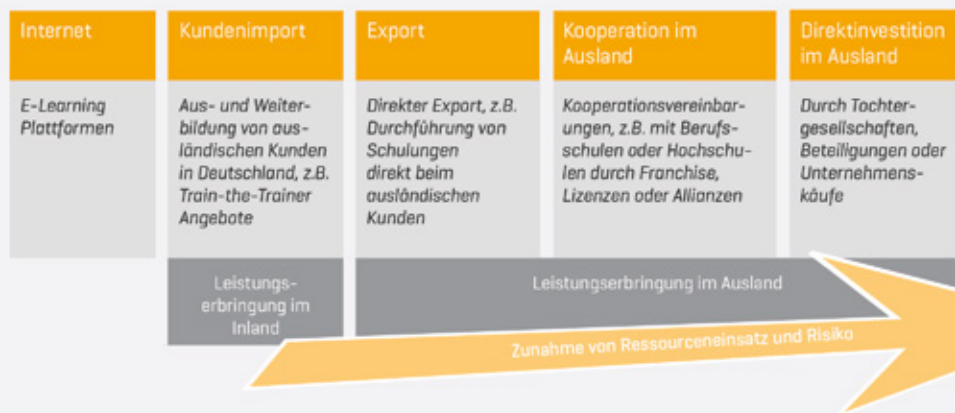 Internet
E-Learning
Plattformen
Kundenimport
Aus- und Weiter-
bildung von aus-
ländischen Kunden
in Deutschland, z.B.
Train-the-Trainer
Angebote
Export
Direkter Export, z.B.
Durchführung von
Schulungen
direkt beim
ausländischen
Kunden
Kooperation im
Ausland
Kooperationsvereinbar-
ungen, z.B. mit Berufs-
schulen oder Hochschu-
len durch Franchise,
Lizenzen oder Allianzen
Direktinvestition
im Ausland
Durch Tochter-
gesellschaften,
Beteiligungen oder
Unternehmens-
käufe
Leistungs-
erbringung im
Inland
Leistungserbringung im Ausland
Zunahme von Ressourceneinsatz und Risiko